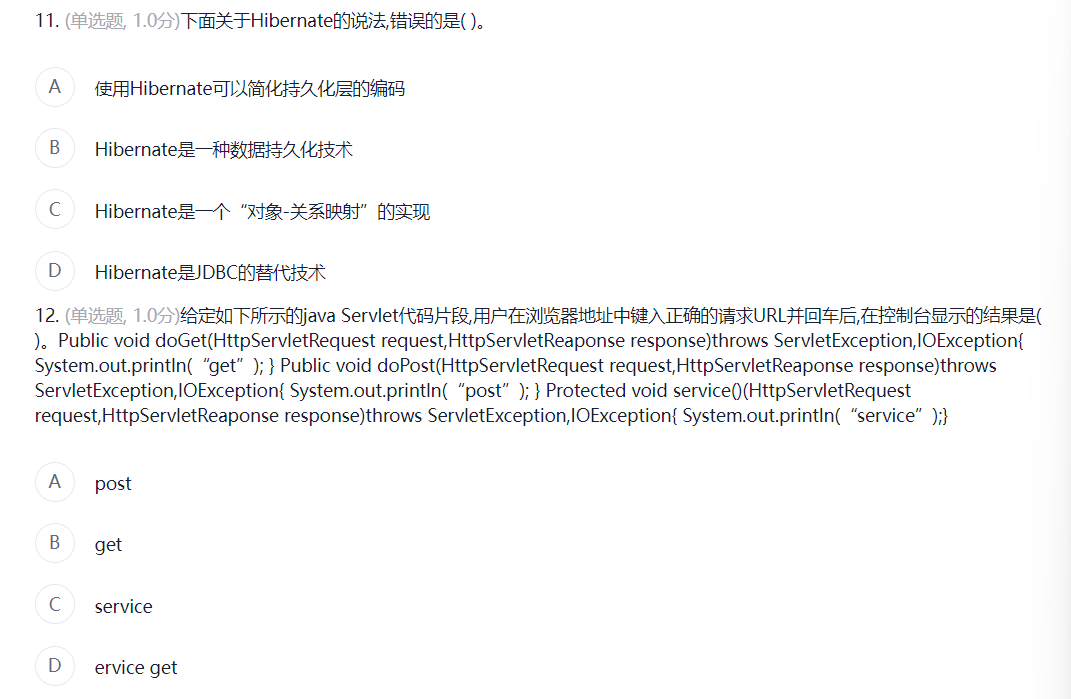 11. (单选题, 1.0分)下面关于Hibernate的说法,错误的是( )。
A 使用Hibernate可以简化持久化层的编码
B Hibernate是一种数据持久化技术
C Hibernate是一个“对象-关系映射”的实现
D Hibernate是JDBC的替代技术
12. (单选题, 1.0分)给定如下所示的java Servlet代码片段,用户在浏览器地址中键入正确的请求URL并回车后,在控制台显示的结果是(
)。Public void doGet(HttpServletRequest request,HttpServletReaponse response)throws ServletException,IOException{
System.out.println(“get”); } Public void doPost(HttpServletRequest request,HttpServletReaponse response)throws
ServletException,IOException{ System.out.println(“post”); } Protected void service()(HttpServletRequest
request,HttpServletReaponse response)throws ServletException,IOException{ System.out.println(“service”);}
A post
B get
C service
D ervice get